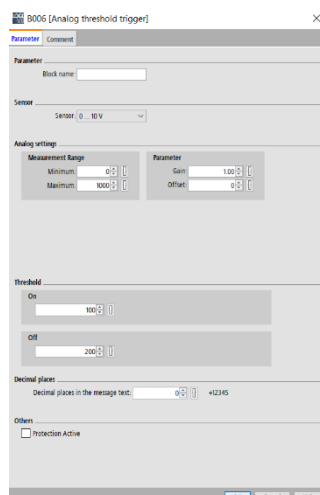 B006 [Analog threshold trigger]
Parameter Comment
Parameter
Block name:
Sensor
Sensor: 0 ... 10 V
Analog settings
Measurement Range
Minimum: 0
Maximum: 1000
Parameter
Gain: 1.00
Offset: 0
Threshold
On
100
Off
200
Decimal places
Decimal places in the message text: 0 +12345
Others
Protection Active